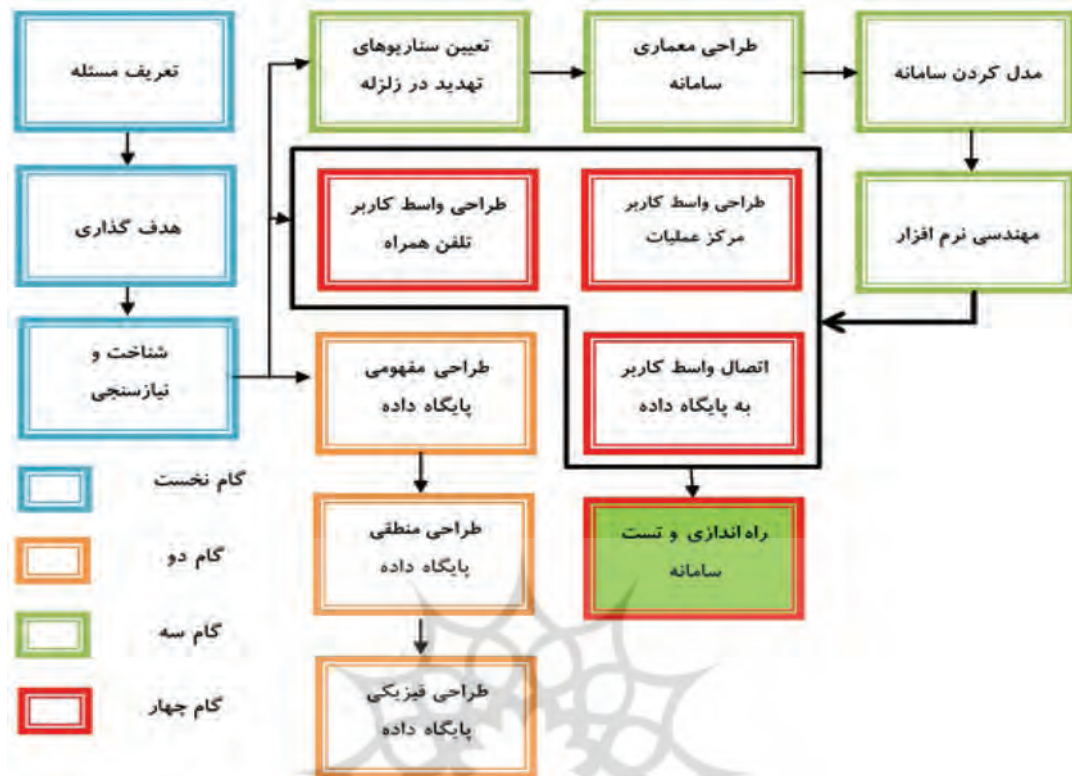 تعریف مسئله
هدف گذاری
شناخت و
نیازسنجی
تعیین سناریوهای
تهدید در زلزله
طراحی معماری
سامانه
مدل کردن سامانه
مهندسی نرم افزار
طراحی واسط کاربر
مرکز عملیات
طراحی واسط کاربر
تلفن همراه
اتصال واسط کاربر
به پایگاه داده
راه اندازی و تست
سامانه
طراحی مفهومی
پایگاه داده
طراحی منطقی
پایگاه داده
طراحی فیزیکی
پایگاه داده
گام نخست
گام دو
گام سه
گام چهار